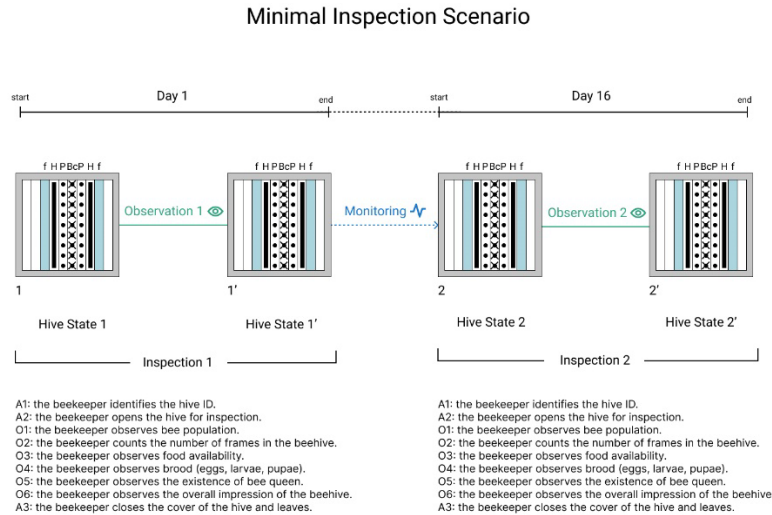 Minimal Inspection Scenario
start Day 1 end start Day 16 end
f H PBcP H f f H PBcP H f f H PBcP H f f H PBcP H f
Observation 1 Monitoring Observation 2
1 1’ 2 2’
Hive State 1 Hive State 1’ Hive State 2 Hive State 2’
Inspection 1 Inspection 2
A1: the beekeeper identifies the hive ID.
A2: the beekeeper opens the hive for inspection.
O1: the beekeeper observes bee population.
O2: the beekeeper counts the number of frames in the beehive.
O3: the beekeeper observes food availability.
O4: the beekeeper observes brood (eggs, larvae, pupae).
O5: the beekeeper observes the existence of bee queen.
O6: the beekeeper observes the overall impression of the beehive.
A3: the beekeeper closes the cover of the hive and leaves.
A1: the beekeeper identifies the hive ID.
A2: the beekeeper opens the hive for inspection.
O1: the beekeeper observes bee population.
O2: the beekeeper counts the number of frames in the beehive.
O3: the beekeeper observes food availability.
O4: the beekeeper observes brood (eggs, larvae, pupae).
O5: the beekeeper observes the existence of bee queen.
O6: the beekeeper observes the overall impression of the beehive
A3: the beekeeper closes the cover of the hive and leaves.